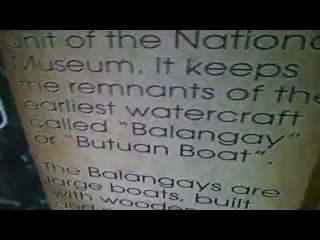 unit of the Nationa
Museum. It keeps
the remnants of the
earliest watercraft
called "Balangay"
or "Butuan Boat".
The Balangays are
large boats, built
with wooden
and